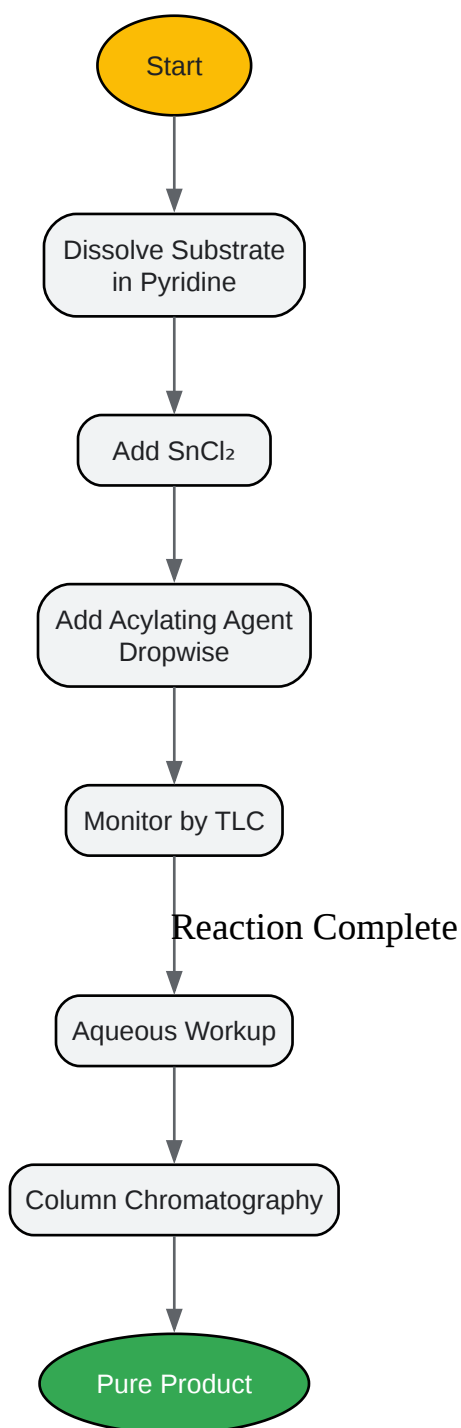 Start
Dissolve Substrate
in Pyridine
Add SnCl₂
Add Acylating Agent
Dropwise
Monitor by TLC
Reaction Complete
Aqueous Workup
Column Chromatography
Pure Product